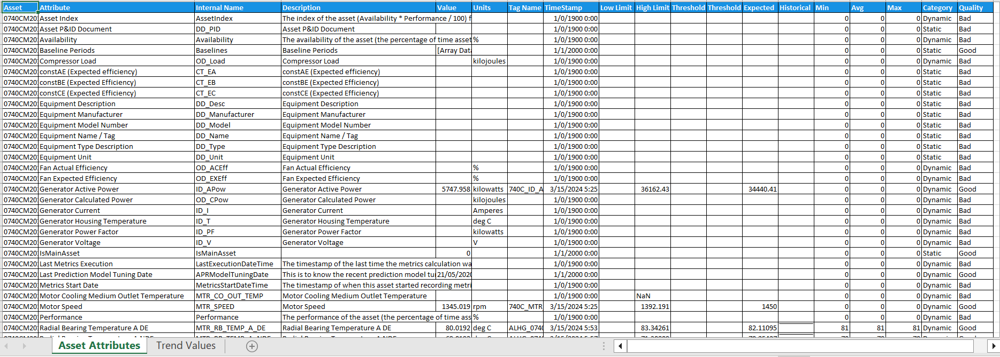 Asset Attribute Internal Name Description Value Units Tag Name TimeStamp Low Limit High Limit Threshold Threshold Expected Historical Min Avg Max Category Quality
0740CM20 Asset Index AssetIndex The index of the asset (Availability * Performance / 100) f 1/0/1900 0:00 0 0 0 Dynamic Bad
0740CM20 Asset P&ID Document DD_PID Asset P&ID Document 1/0/1900 0:00 0 0 0 Static Bad
0740CM20 Availability Availability The availability of the asset (the percentage of time asset % 1/0/1900 0:00 0 0 0 Dynamic Bad
0740CM20 Baseline Periods Baselines Baseline Periods [Array Data 1/1/2000 0:00 0 0 0 Static Good
0740CM20 Compressor Load OD_Load Compressor Load kilojoules 1/0/1900 0:00 0 0 0 Dynamic Bad
0740CM20 constAE (Expected efficiency) CT_EA constAE (Expected efficiency) 1/0/1900 0:00 0 0 0 Static Bad
0740CM20 constBE (Expected Efficiency) CT_EB constBE (Expected Efficiency) 1/0/1900 0:00 0 0 0 Static Bad
0740CM20 constCE (Expected Efficiency) CT_EC constCE (Expected Efficiency) 1/0/1900 0:00 0 0 0 Static Bad
0740CM20 Equipment Description DD_Desc Equipment Description 1/0/1900 0:00 0 0 0 Static Bad
0740CM20 Equipment Manufacturer DD_Manufacturer Equipment Manufacturer 1/0/1900 0:00 0 0 0 Static Bad
0740CM20 Equipment Model Number DD_Model Equipment Model Number 1/0/1900 0:00 0 0 0 Static Bad
0740CM20 Equipment Name / Tag DD_Name Equipment Name / Tag 1/0/1900 0:00 0 0 0 Static Bad
0740CM20 Equipment Type Description DD_Type Equipment Type Description 1/0/1900 0:00 0 0 0 Static Bad
0740CM20 Equipment Unit DD_Unit Equipment Unit 1/0/1900 0:00 0 0 0 Static Bad
0740CM20 Fan Actual Efficiency OD_ACEff Fan Actual Efficiency % 1/0/1900 0:00 0 0 0 Dynamic Bad
0740CM20 Fan Expected Efficiency OD_EXEff Fan Expected Efficiency % 1/0/1900 0:00 0 0 0 Dynamic Bad
0740CM20 Generator Active Power ID_APow Generator Active Power 5747.958 kilowatts 740C_ID_A 3/15/2024 5:25 36162.43 34440.41 0 0 0 Dynamic Good
0740CM20 Generator Calculated Power OD_CPow Generator Calculated Power kilojoules 1/0/1900 0:00 0 0 0 Dynamic Bad
0740CM20 Generator Current ID_I Generator Current Amperes 1/0/1900 0:00 0 0 0 Dynamic Bad
0740CM20 Generator Housing Temperature ID_T Generator Housing Temperature deg C 1/0/1900 0:00 0 0 0 Dynamic Bad
0740CM20 Generator Power Factor ID_PF Generator Power Factor kilowatts 1/0/1900 0:00 0 0 0 Dynamic Bad
0740CM20 Generator Voltage ID_V Generator Voltage V 1/0/1900 0:00 0 0 0 Dynamic Bad
0740CM20 IsMainAsset IsMainAsset 0 1/1/2000 0:00 0 0 0 Static Good
0740CM20 Last Metrics Execution LastExecutionDateTime The timestamp of the last time the metrics calculation wa 1/0/1900 0:00 0 0 0 Dynamic Bad
0740CM20 Last Prediction Model Tuning Date APRModelTuningDate This is to know the recent prediction model tu 21/05/2020 1/1/2000 0:00 0 0 0 Dynamic Good
0740CM20 Metrics Start Date MetricsStartDateTime The timestamp of when this asset started recording metri 1/0/1900 0:00 0 0 0 Dynamic Bad
0740CM20 Motor Cooling Medium Outlet Temperature MTR_CO_OUT_TEMP Motor Cooling Medium Outlet Temperature 1/0/1900 0:00 NaN 0 0 0 Dynamic Bad
0740CM20 Motor Speed MTR_SPEED Motor Speed 1345.019 rpm 740C_MTR_ 3/15/2024 5:25 1392.191 1450 0 0 0 Dynamic Good
0740CM20 Performance Performance The performance of the asset (the percentage of time ass % 1/0/1900 0:00 0 0 0 Dynamic Bad
0740CM20 Radial Bearing Temperature A DE MTR_RB_TEMP_A_DE Radial Bearing Temperature A DE 80.0192 deg C ALHG_0740 3/15/2024 5:53 83.34261 82.11095 81 81 81 Dynamic Good
Asset Attributes Trend Values